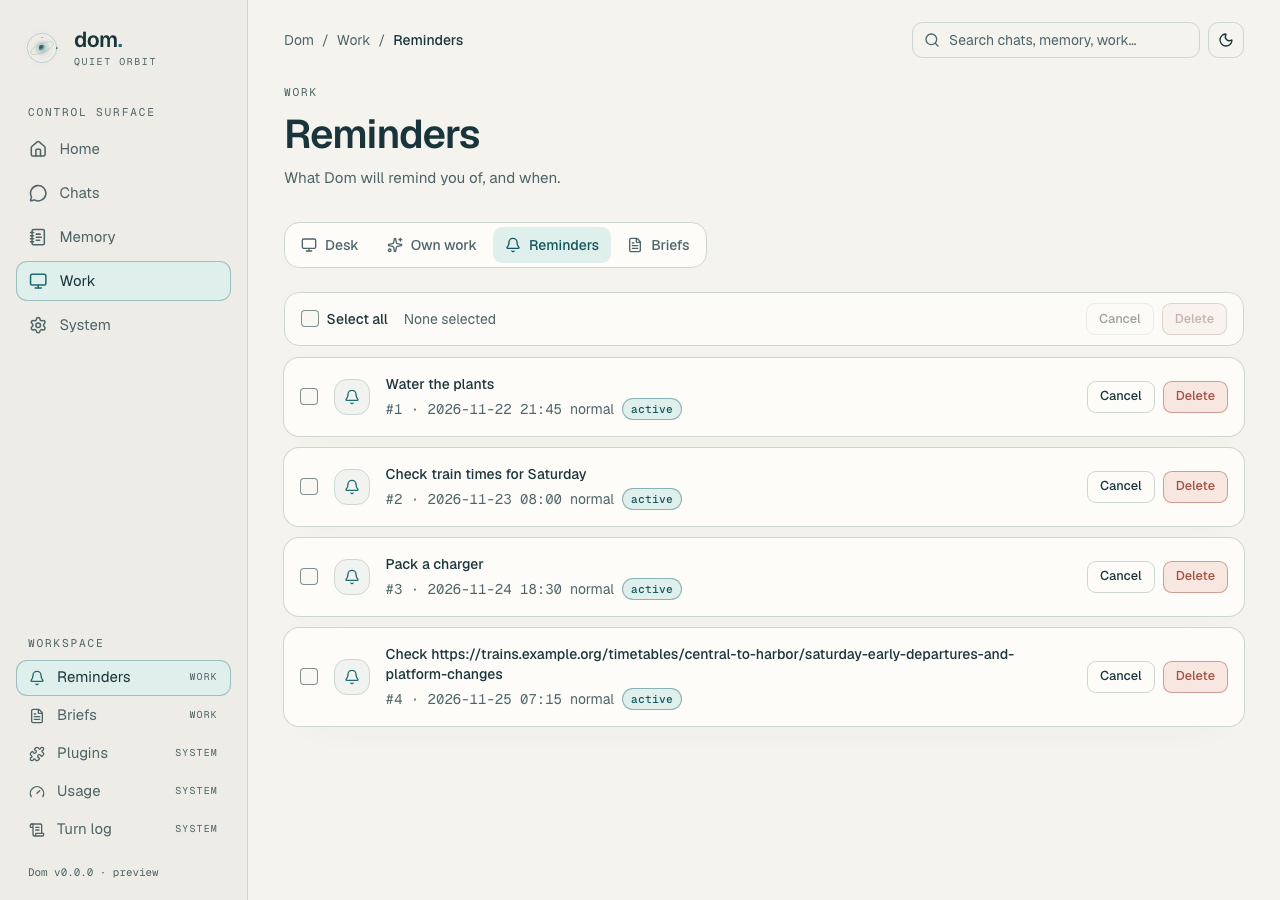 dom.
QUIET ORBIT
CONTROL SURFACE
Home
Chats
Memory
Work
System
WORKSPACE
Reminders WORK
Briefs WORK
Plugins SYSTEM
Usage SYSTEM
Turn log SYSTEM
Dom v0.0.0 · preview
Dom / Work / Reminders
Search chats, memory, work…
WORK
Reminders
What Dom will remind you of, and when.
Desk Own work Reminders Briefs
Select all None selected Cancel Delete
Water the plants
#1 · 2026-11-22 21:45 normal active
Cancel Delete
Check train times for Saturday
#2 · 2026-11-23 08:00 normal active
Cancel Delete
Pack a charger
#3 · 2026-11-24 18:30 normal active
Cancel Delete
Check https://trains.example.org/timetables/central-to-harbor/saturday-early-departures-and-
platform-changes
#4 · 2026-11-25 07:15 normal active
Cancel Delete